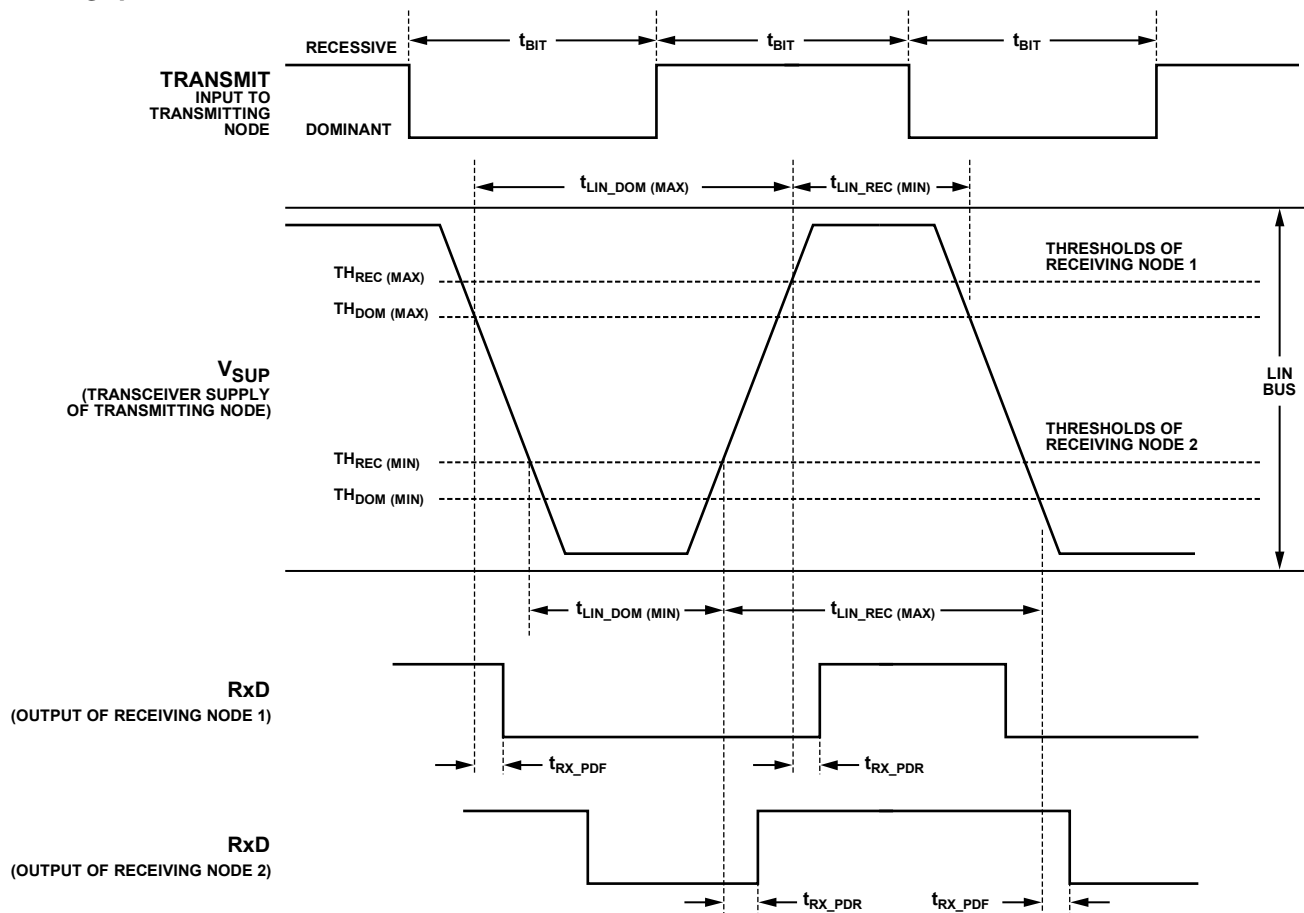 tBIT tBIT tBIT
RECESSIVE
TRANSMIT
INPUT TO
TRANSMITTING
NODE
DOMINANT
tLIN_DOM (MAX) tLIN_REC (MIN)
THRESHOLDS OF
RECEIVING NODE 1
THREC (MAX)
THDOM (MAX)
VSUP
(TRANSCEIVER SUPPLY
OF TRANSMITTING NODE)
LIN
BUS
THRESHOLDS OF
RECEIVING NODE 2
THREC (MIN)
THDOM (MIN)
tLIN_DOM (MIN) tLIN_REC (MAX)
RxD
(OUTPUT OF RECEIVING NODE 1)
tRX_PDF tRX_PDR
RxD
(OUTPUT OF RECEIVING NODE 2)
tRX_PDR tRX_PDF